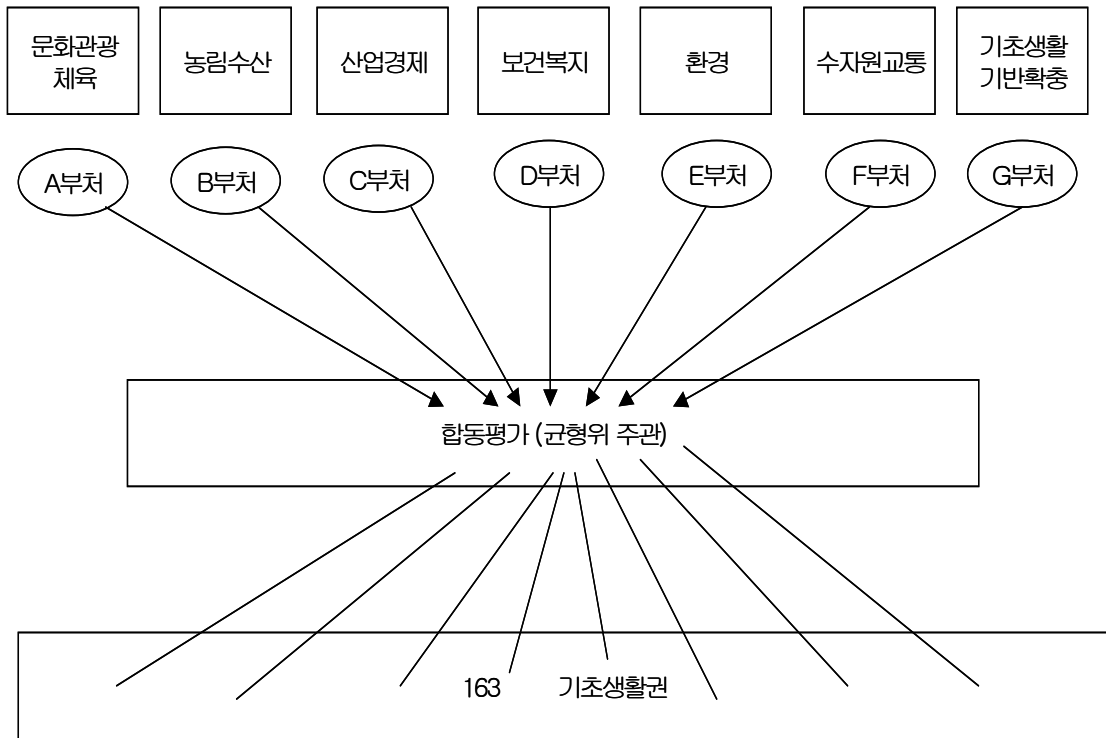 문화관광
체육
농림수산
산업경제
보건복지
환경
수자원교통
기초생활
기반확충
A부처
B부처
C부처
D부처
E부처
F부처
G부처
합동평가 (균형위 주관)
163 기초생활권